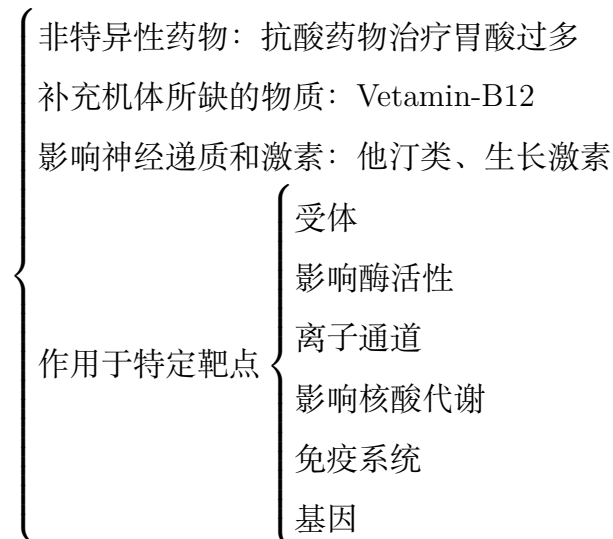 非特异性药物：抗酸药物治疗胃酸过多
补充机体所缺的物质：Vetamin-B12
影响神经递质和激素：他汀类、生长激素
受体
影响酶活性
离子通道
作用于特定靶点
影响核酸代谢
免疫系统
基因